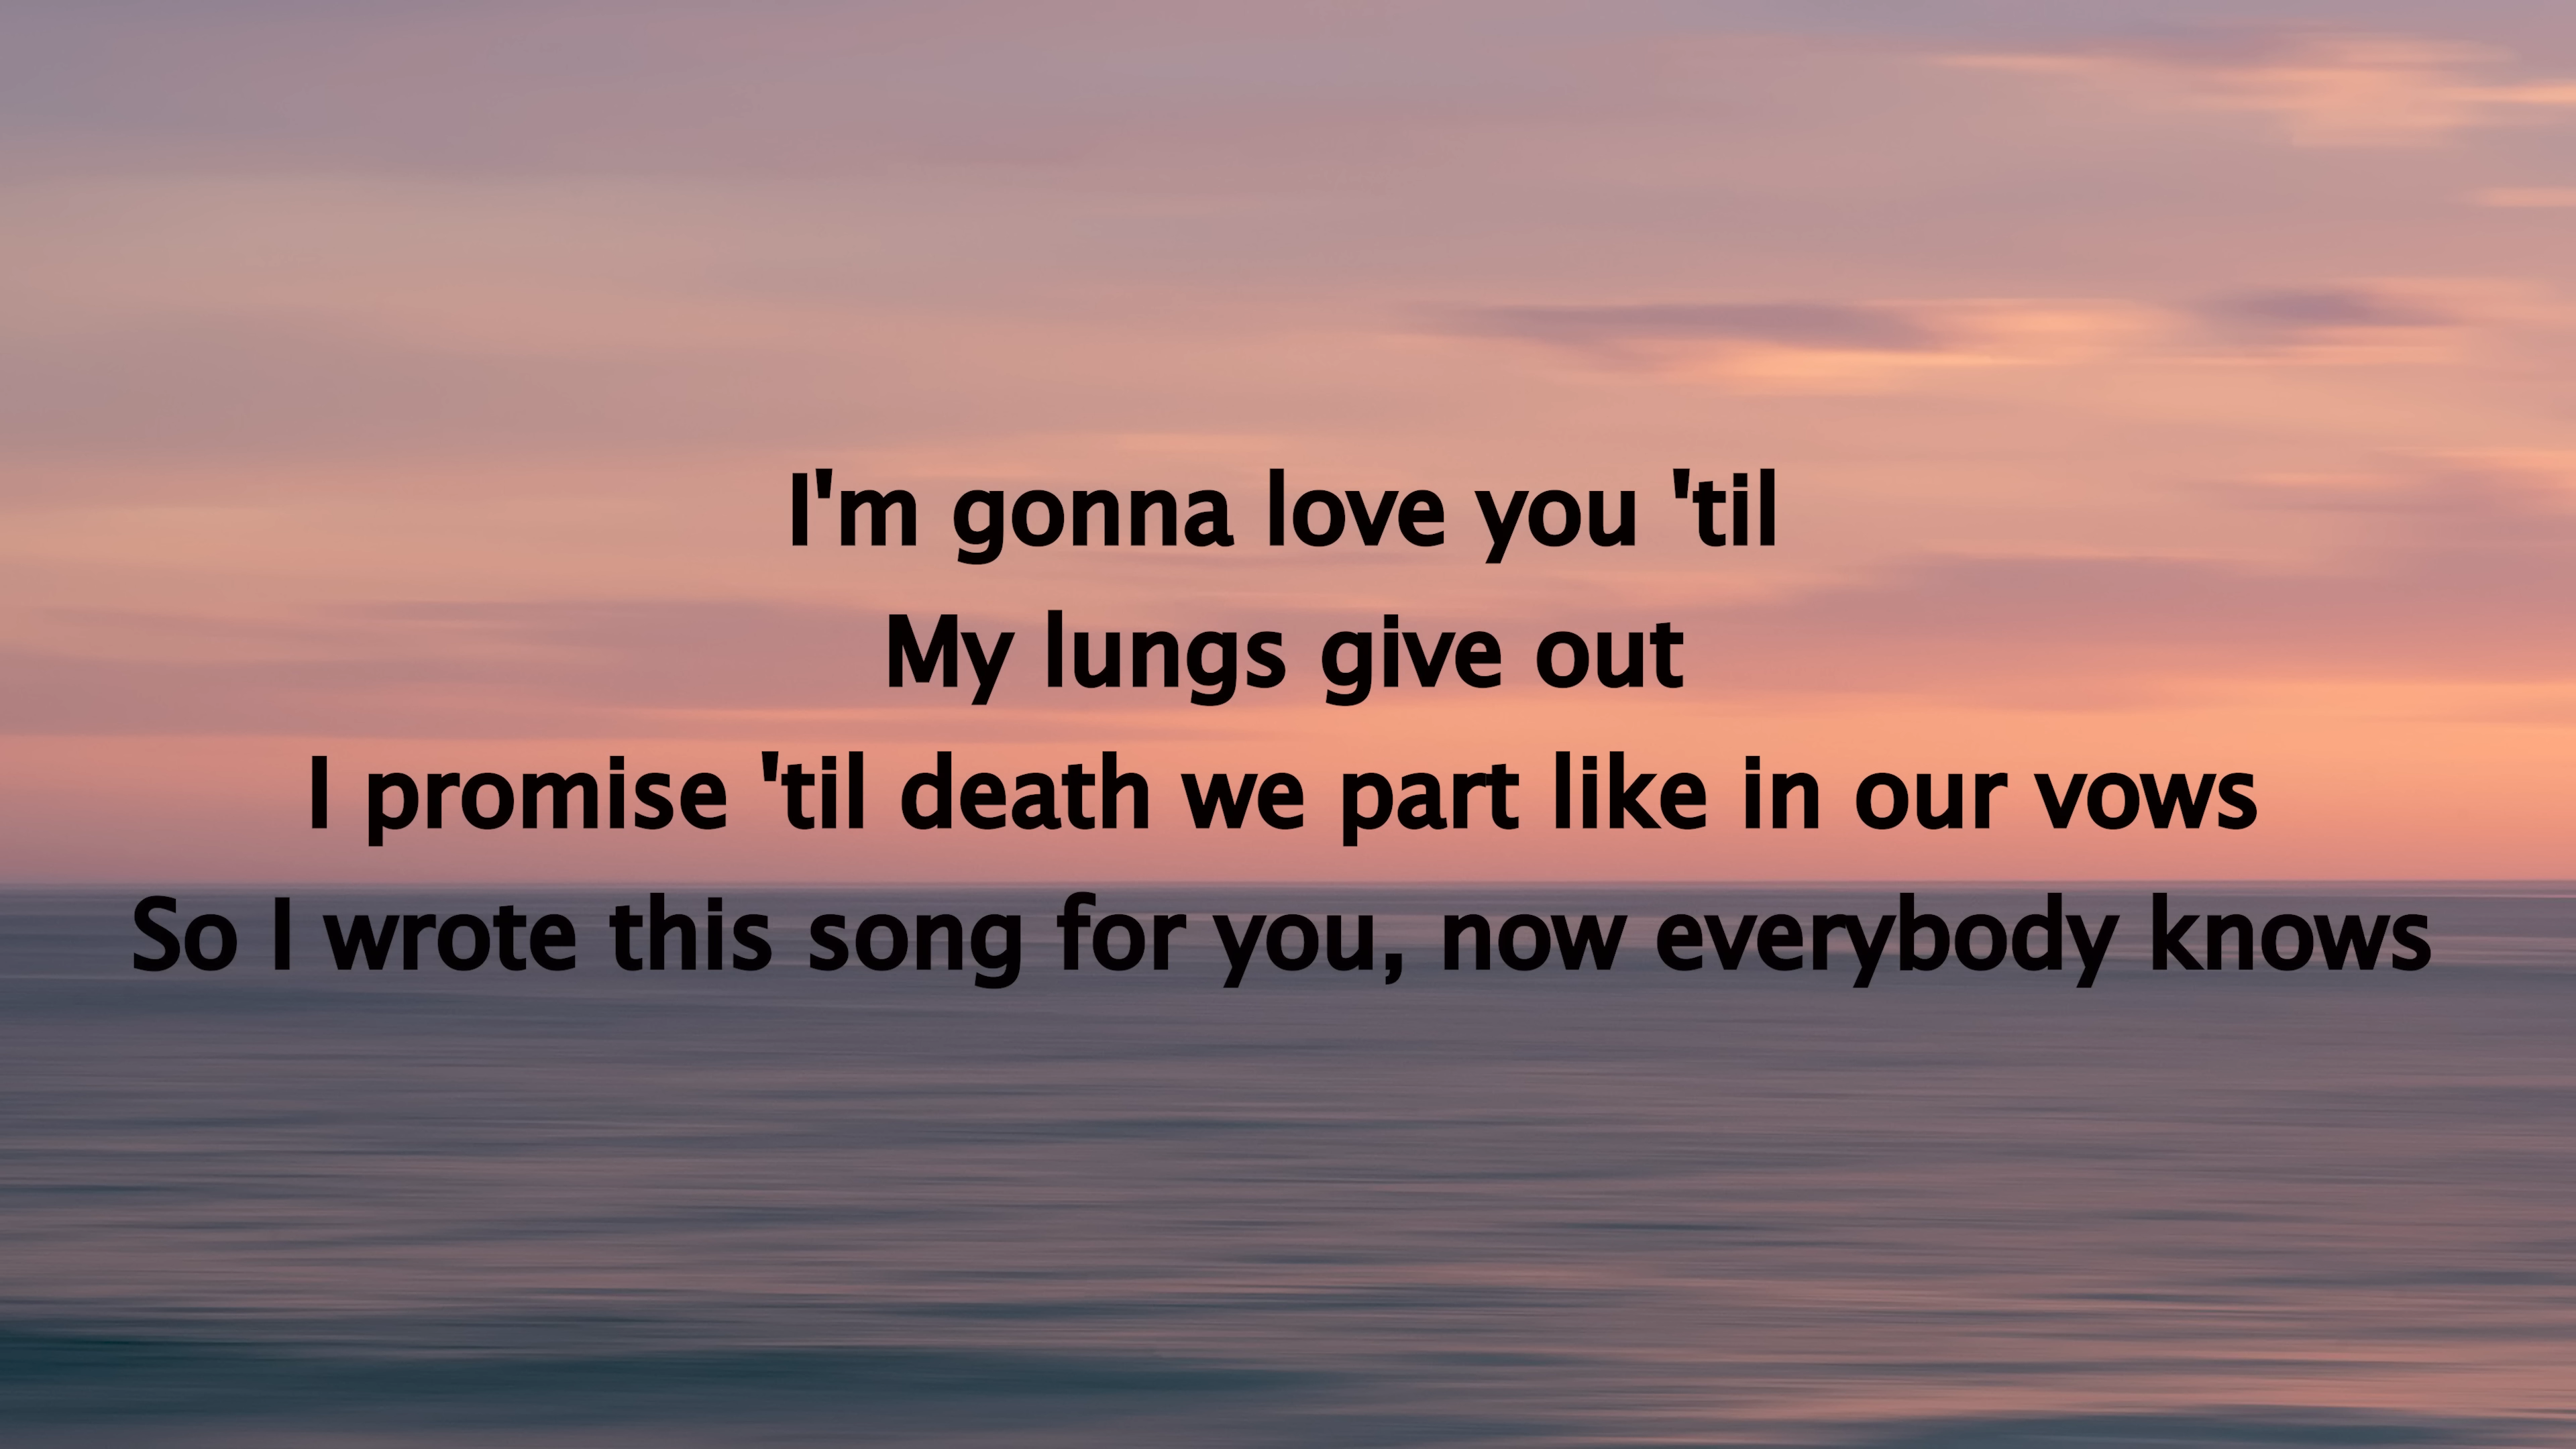 I'm gonna love you 'til
My lungs give out
I promise 'til death we part like in our vows
So I wrote this song for you, now everybody knows